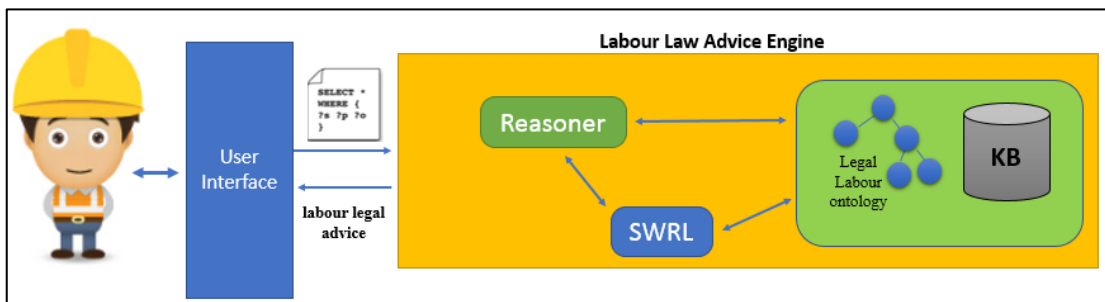 Labour Law Advice Engine
SELECT *
WHERE {
?s ?p ?o
}
User
Interface
labour legal
advice
Reasoner
SWRL
Legal
Labour
ontology
KB